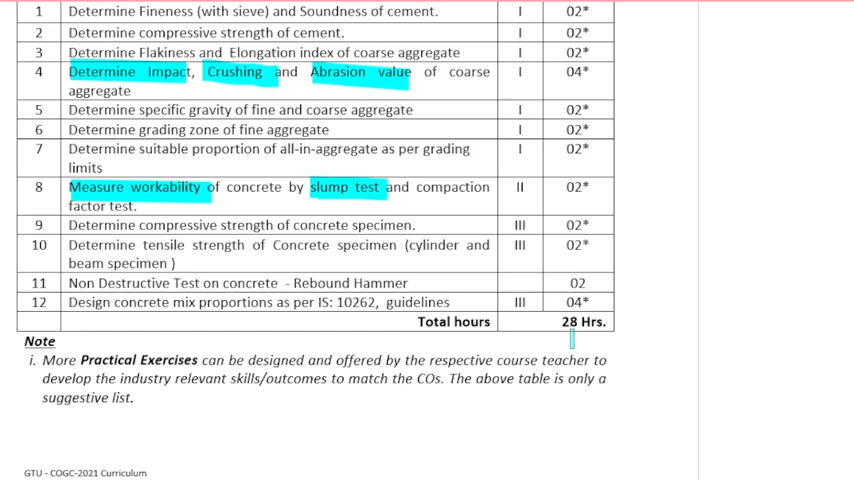 1 Determine Fineness (with sieve) and Soundness of cement. I 02*
2 Determine compressive strength of cement. I 02*
3 Determine Flakiness and Elongation index of coarse aggregate I 02*
4 Determine Impact, Crushing and Abrasion value of coarse I 04*
aggregate
5 Determine specific gravity of fine and coarse aggregate I 02*
6 Determine grading zone of fine aggregate I 02*
7 Determine suitable proportion of all-in-aggregate as per grading I 02*
limits
8 Measure workability of concrete by slump test and compaction II 02*
factor test.
9 Determine compressive strength of concrete specimen. III 02*
10 Determine tensile strength of Concrete specimen (cylinder and III 02*
beam specimen )
11 Non Destructive Test on concrete - Rebound Hammer 02
12 Design concrete mix proportions as per IS: 10262, guidelines III 04*
Total hours 28 Hrs.
Note
i. More Practical Exercises can be designed and offered by the respective course teacher to
develop the industry relevant skills/outcomes to match the COs. The above table is only a
suggestive list.
GTU - COGC-2021 Curriculum